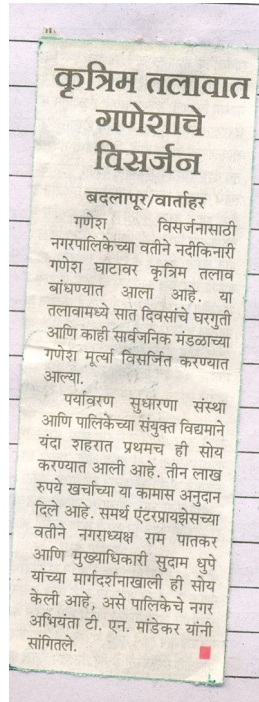 कृत्रिम तलावात
गणेशाचे
विसर्जन
बदलापूर/वार्ताहर
गणेश विसर्जनासाठी
नगरपालिकेच्या वतीने नदीकिनारी
गणेश घाटावर कृत्रिम तलाव
बांधण्यात आला आहे. या
तलावामध्ये सात दिवसांचे घरगुती
आणि काही सार्वजनिक मंडळाच्या
गणेश मूर्त्या विसर्जित करण्यात
आल्या.
पर्यावरण सुधारणा संस्था
आणि पालिकेच्या संयुक्त विद्यमाने
यंदा शहरात प्रथमच ही सोय
करण्यात आली आहे. तीन लाख
रुपये खर्चाच्या या कामास अनुदान
दिले आहे. समर्थ एंटरप्रायझेसच्या
वतीने नगराध्यक्ष राम पातकर
आणि मुख्याधिकारी सुदाम धुपे
यांच्या मार्गदर्शनाखाली ही सोय
केली आहे, असे पालिकेचे नगर
अभियंता टी. एन. मांडेकर यांनी
सांगितले.